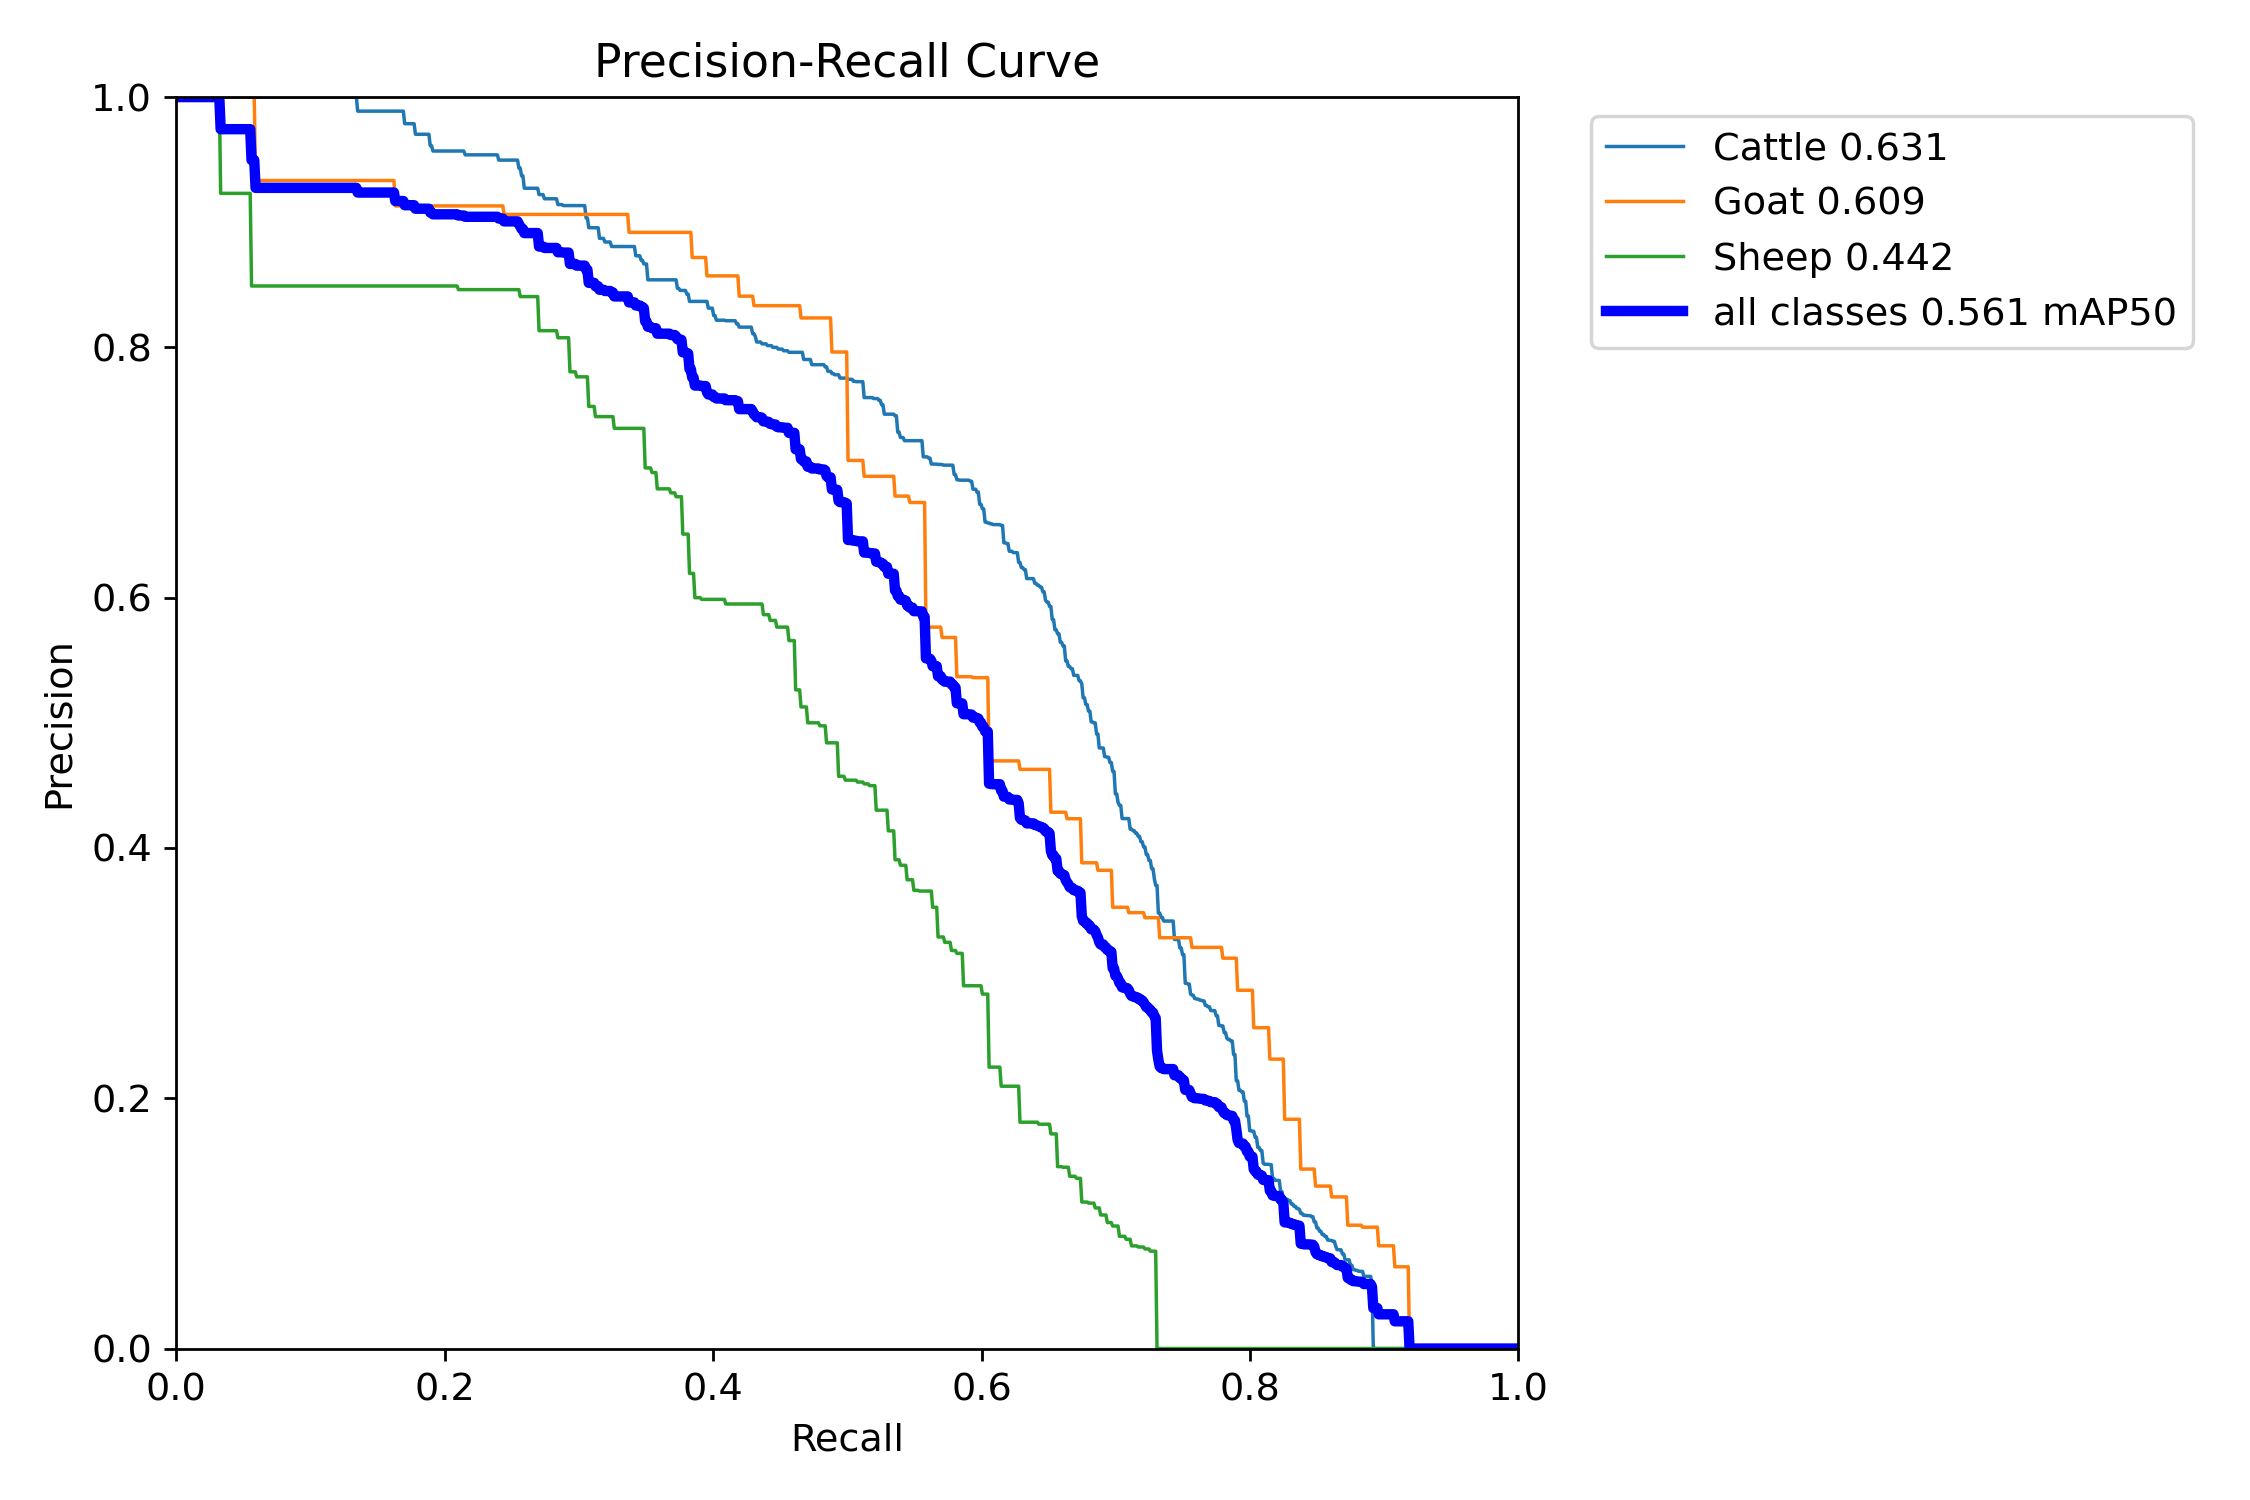 Precision-Recall Curve
1.0
0.8
0.6
0.4
0.2
0.0
Precision
0.0 0.2 0.4 0.6 0.8 1.0
Recall
Cattle 0.631
Goat 0.609
Sheep 0.442
all classes 0.561 mAP50